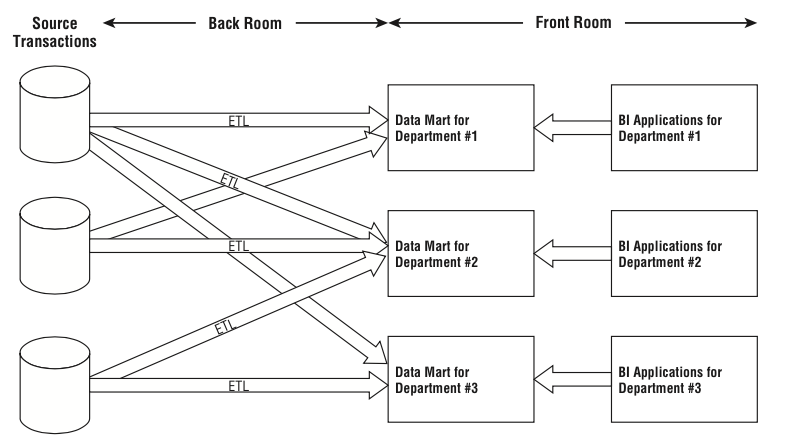 Source
Transactions
Back Room
Front Room
ETL
Data Mart for
Department #1
BI Applications for
Department #1
ETL
ETL
Data Mart for
Department #2
BI Applications for
Department #2
ETL
ETL
Data Mart for
Department #3
BI Applications for
Department #3